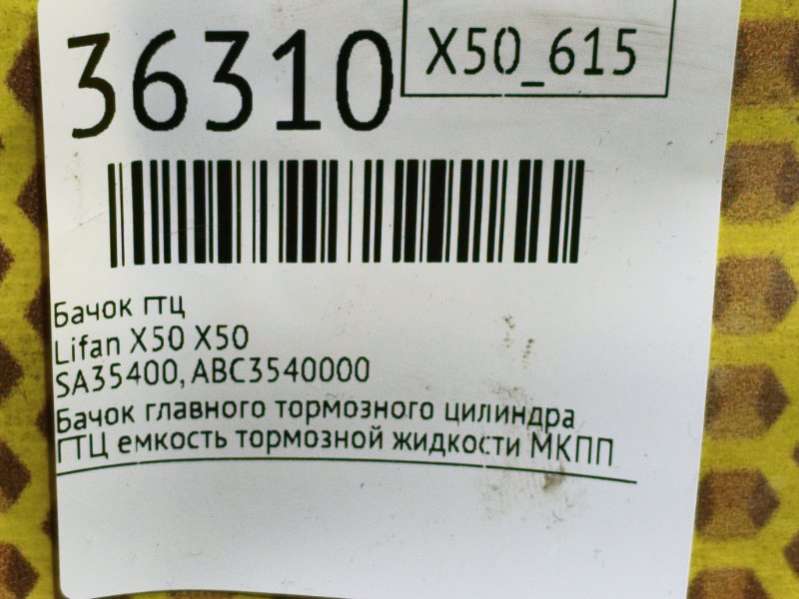 36310
X50_615
Бачок гтц
Lifan X50 X50
SA35400, ABC3540000
Бачок главного тормозного цилиндра
ГТЦ емкость тормозной жидкости МКПП